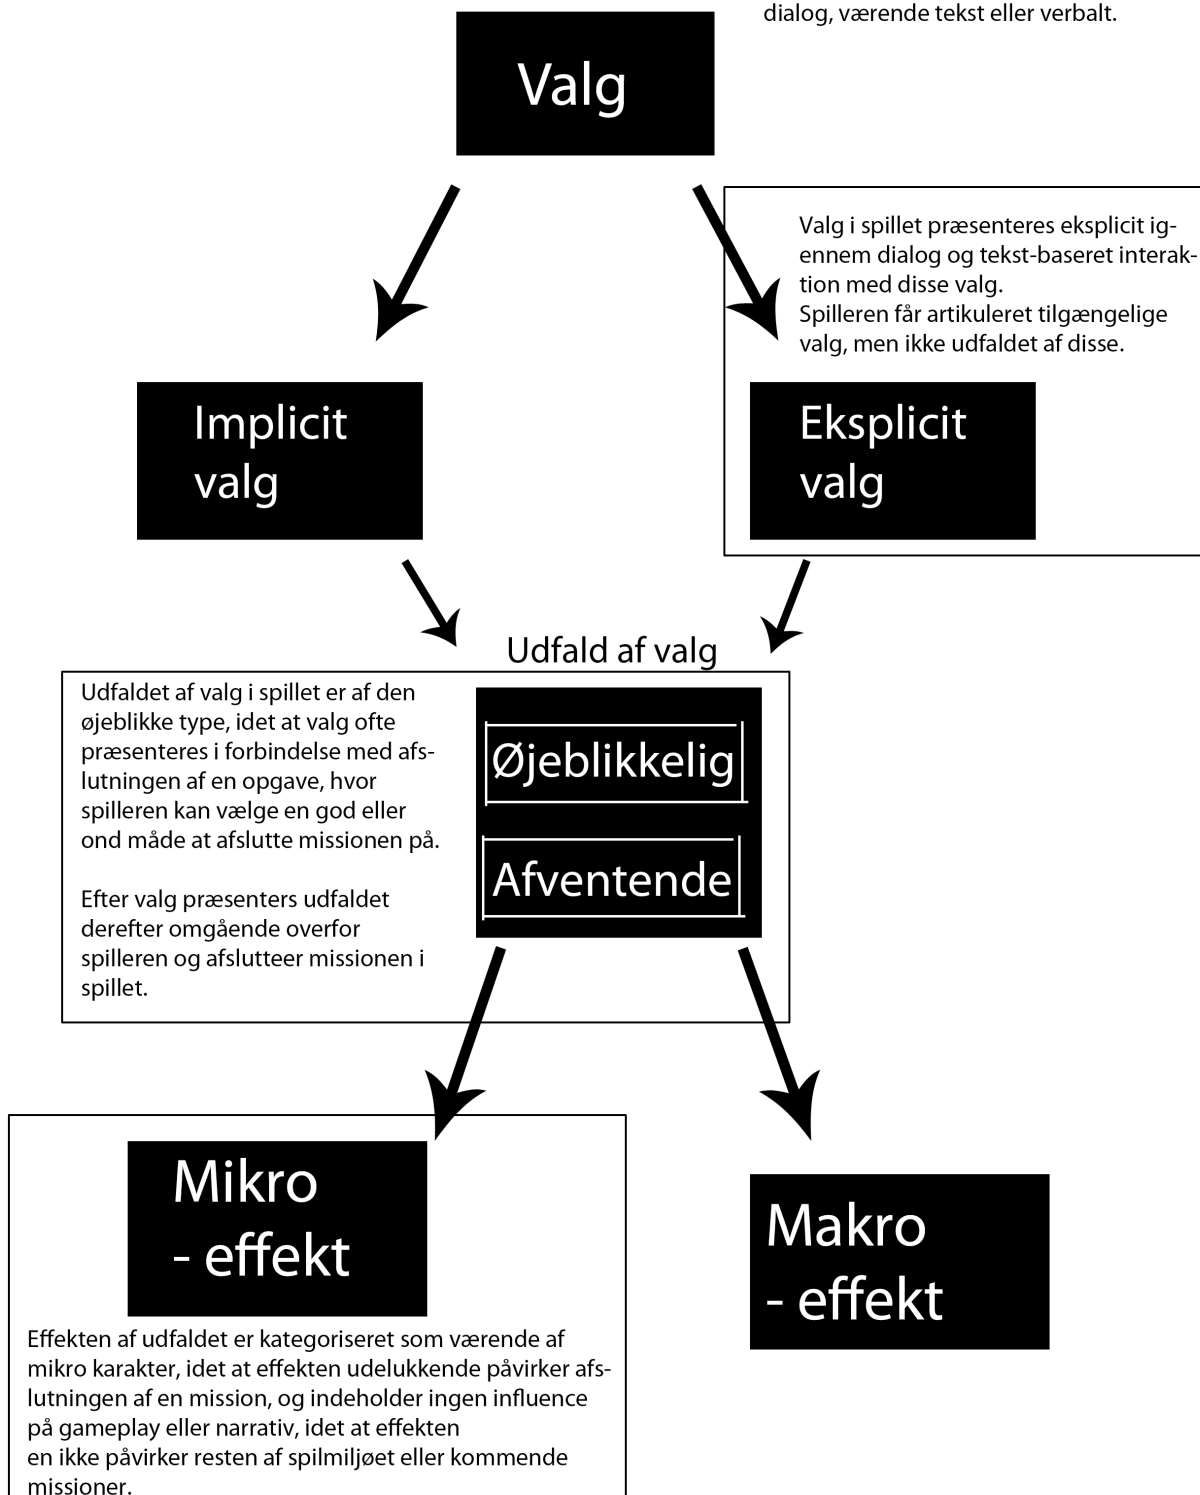 dialog, værende tekst eller verbalt.
Valg
Valg i spillet præsenteres eksplicit ig-
ennem dialog og tekst-baseret interak-
tion med disse valg.
Spilleren får artikuleret tilgængelige
valg, men ikke udfaldet af disse.
Implicit
valg
Eksplicit
valg
Udfald af valg
Udfaldet af valg i spillet er af den
øjeblikke type, idet at valg ofte
præsenteres i forbindelse med afs-
lutningen af en opgave, hvor
spilleren kan vælge en god eller
ond måde at afslutte missionen på.
Efter valg præsenters udfaldet
derefter omgående overfor
spilleren og afslutteer missionen i
spillet.
Øjeblikkelig
Afventende
Mikro
- effekt
Makro
- effekt
Effekten af udfaldet er kategoriseret som værende af
mikro karakter, idet at effekten udelukkende påvirker afs-
lutningen af en mission, og indeholder ingen influence
på gameplay eller narrativ, idet at effekten
en ikke påvirker resten af spilmiljøet eller kommende
missioner.